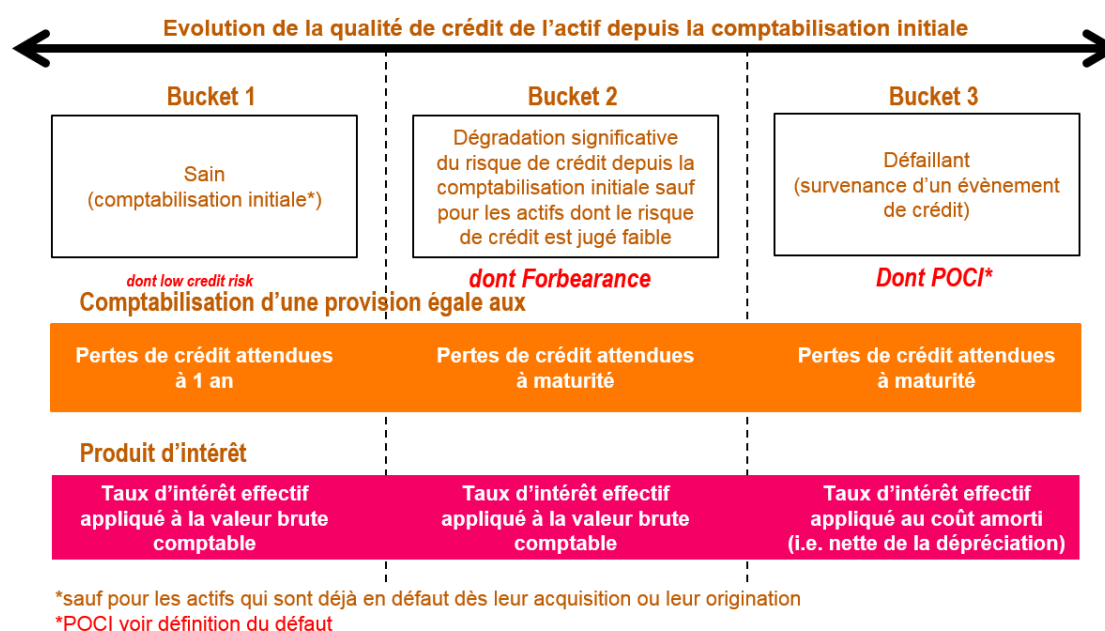 Evolution de la qualité de crédit de l'actif depuis la comptabilisation initiale
Bucket 1
Bucket 2
Bucket 3
Sain
(comptabilisation initiale*)
Dégradation significative
du risque de crédit depuis la
comptabilisation initiale sauf
pour les actifs dont le risque
de crédit est jugé faible
Défaillant
(survenance d'un évènement
de crédit)
dont low credit risk
dont Forbearance
Dont POCI*
Comptabilisation d'une provision égale aux
Pertes de crédit attendues
à 1 an
Pertes de crédit attendues
à maturité
Pertes de crédit attendues
à maturité
Produit d'intérêt
Taux d'intérêt effectif
appliqué à la valeur brute
comptable
Taux d'intérêt effectif
appliqué à la valeur brute
comptable
Taux d'intérêt effectif
appliqué au coût amorti
(i.e. nette de la dépréciation)
*sauf pour les actifs qui sont déjà en défaut dès leur acquisition ou leur origination
*POCI voir définition du défaut